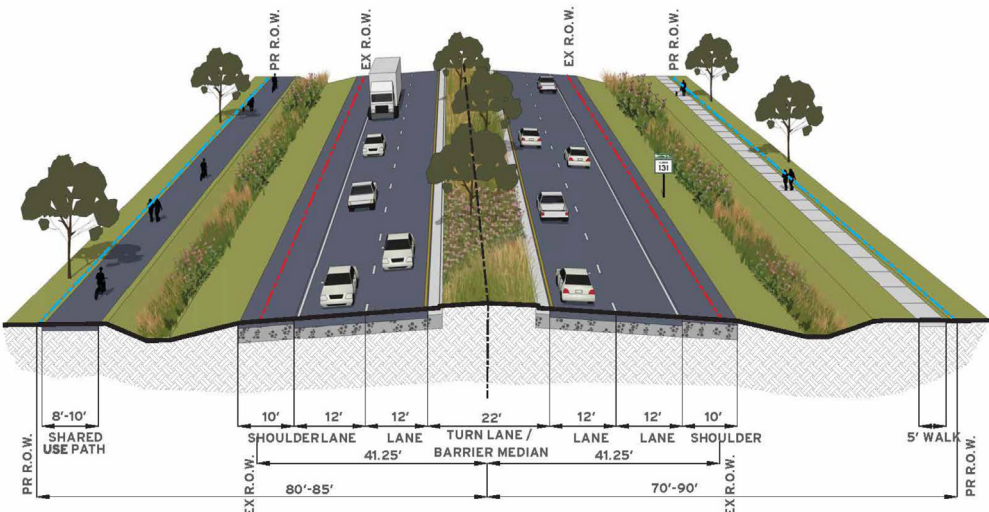 PR R.O.W.
EX R.O.W.
EX R.O.W.
PR R.O.W.
131
8'-10'
10'
12'
12'
22'
12'
12'
10'
SHARED
USE PATH
SHOULDER
LANE
LANE
TURN LANE /
BARRIER MEDIAN
LANE
LANE
SHOULDER
5' WALK
41.25'
41.25'
PR R.O.W.
EX R.O.W.
EX R.O.W.
PR R.O.W.
80'-85'
70'-90'